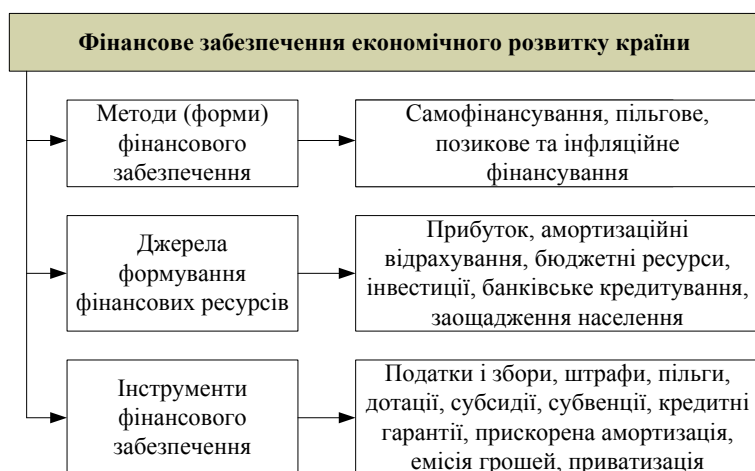 Фінансове забезпечення економічного розвитку країни
Методи (форми)
фінансового
забезпечення
Самофінансування, пільгове,
позикове та інфляційне
фінансування
Джерела
формування
фінансових ресурсів
Прибуток, амортизаційні
відрахування, бюджетні ресурси,
інвестиції, банківське кредитування,
заощадження населення
Інструменти
фінансового
забезпечення
Податки і збори, штрафи, пільги,
дотації, субсидії, субвенції, кредитні
гарантії, прискорена амортизація,
емісія грошей, приватизація